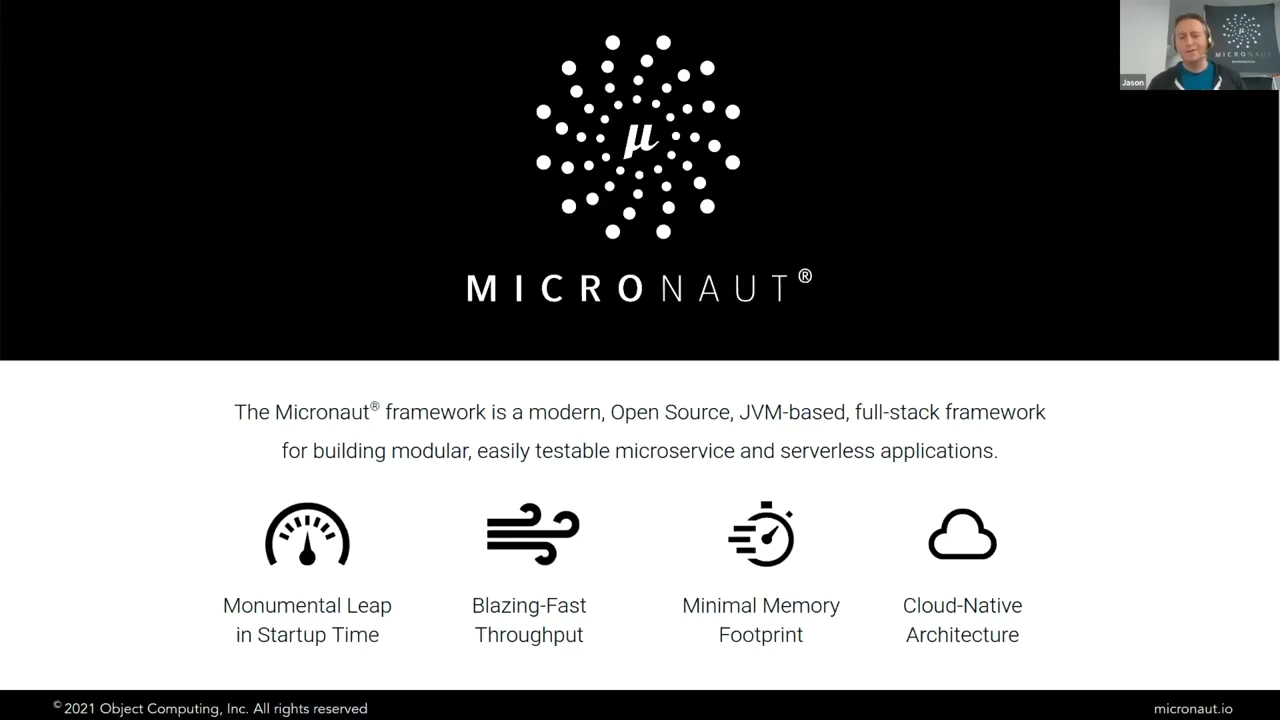 μ
MICRONAUT®
Jason
μ
MICRONAUT
The Micronaut® framework is a modern, Open Source, JVM-based, full-stack framework
for building modular, easily testable microservice and serverless applications.
Monumental Leap
in Startup Time
Blazing-Fast
Throughput
Minimal Memory
Footprint
Cloud-Native
Architecture
© 2021 Object Computing, Inc. All rights reserved
micronaut.io